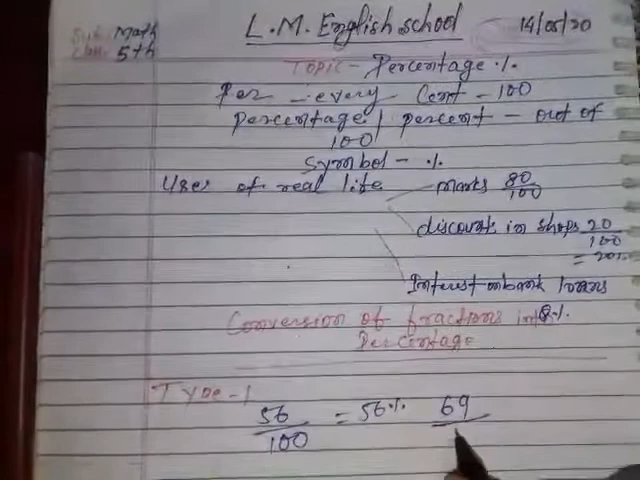 Sub: Math L.M. English school 14/05/20
Class: 5th
Topic - Percentage %
Per - every Cent - 100
Percentage / percent - out of
100
Symbol - %
Uses of real life marks 80/100
discount in shops 20/100
= 20%
Interest on bank loans 8%
Conversion of fractions into
Percentage
Type-1
56/100 = 56% 69